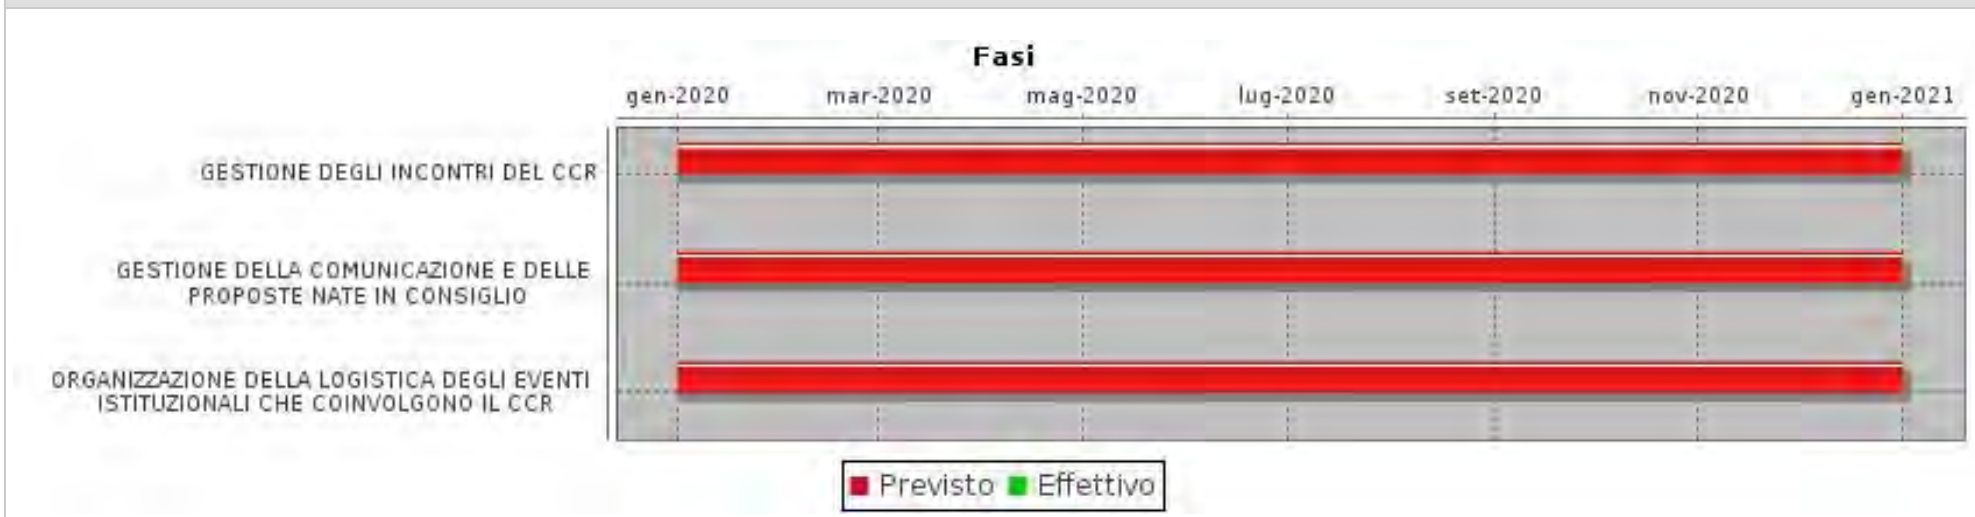 Fasi
gen-2020 mar-2020 mag-2020 lug-2020 set-2020 nov-2020 gen-2021
GESTIONE DEGLI INCONTRI DEL CCR
GESTIONE DELLA COMUNICAZIONE E DELLE
PROPOSTE NATE IN CONSIGLIO
ORGANIZZAZIONE DELLA LOGISTICA DEGLI EVENTI
ISTITUZIONALI CHE COINVOLGONO IL CCR
Previsto Effettivo